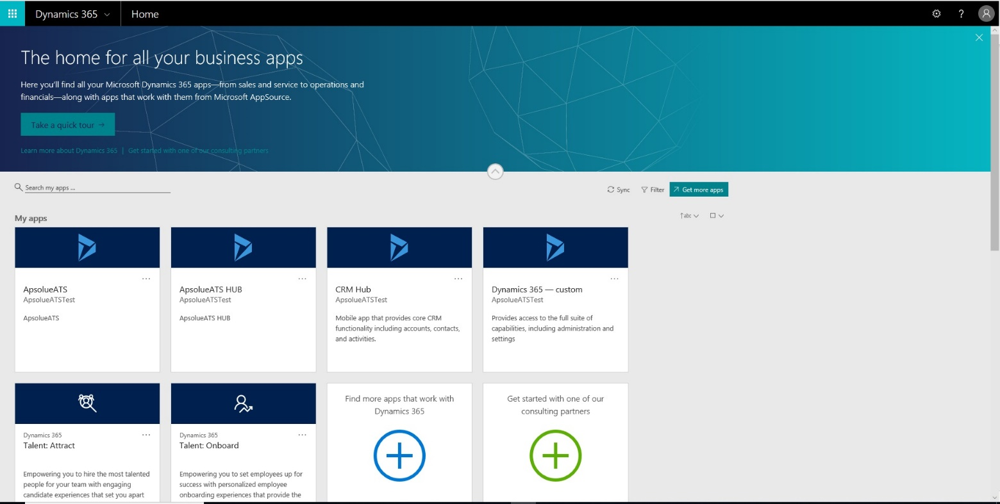 Dynamics 365
Home
?
The home for all your business apps
Here you'll find all your Microsoft Dynamics 365 apps—from sales and service to operations and
financials—along with apps that work with them from Microsoft AppSource.
Take a quick tour →
Learn more about Dynamics 365 | Get started with one of our consulting partners
Search my apps ...
Sync
Filter
Get more apps
My apps
↑abc
ApsolueATS
ApsolueATSTest
ApsolueATS
ApsolueATS HUB
ApsolueATSTest
ApsolueATS HUB
CRM Hub
ApsolueATSTest
Mobile app that provides core CRM
functionality including accounts, contacts,
and activities.
Dynamics 365 — custom
ApsolueATSTest
Provides access to the full suite of
capabilities, including administration and
settings
Dynamics 365
Talent: Attract
Empowering you to hire the most talented
people for your team with engaging
candidate experiences that set you apart
Dynamics 365
Talent: Onboard
Empowering you to set employees up for
success with personalized employee
onboarding experiences that provide the
Find more apps that work with
Dynamics 365
Get started with one of our
consulting partners